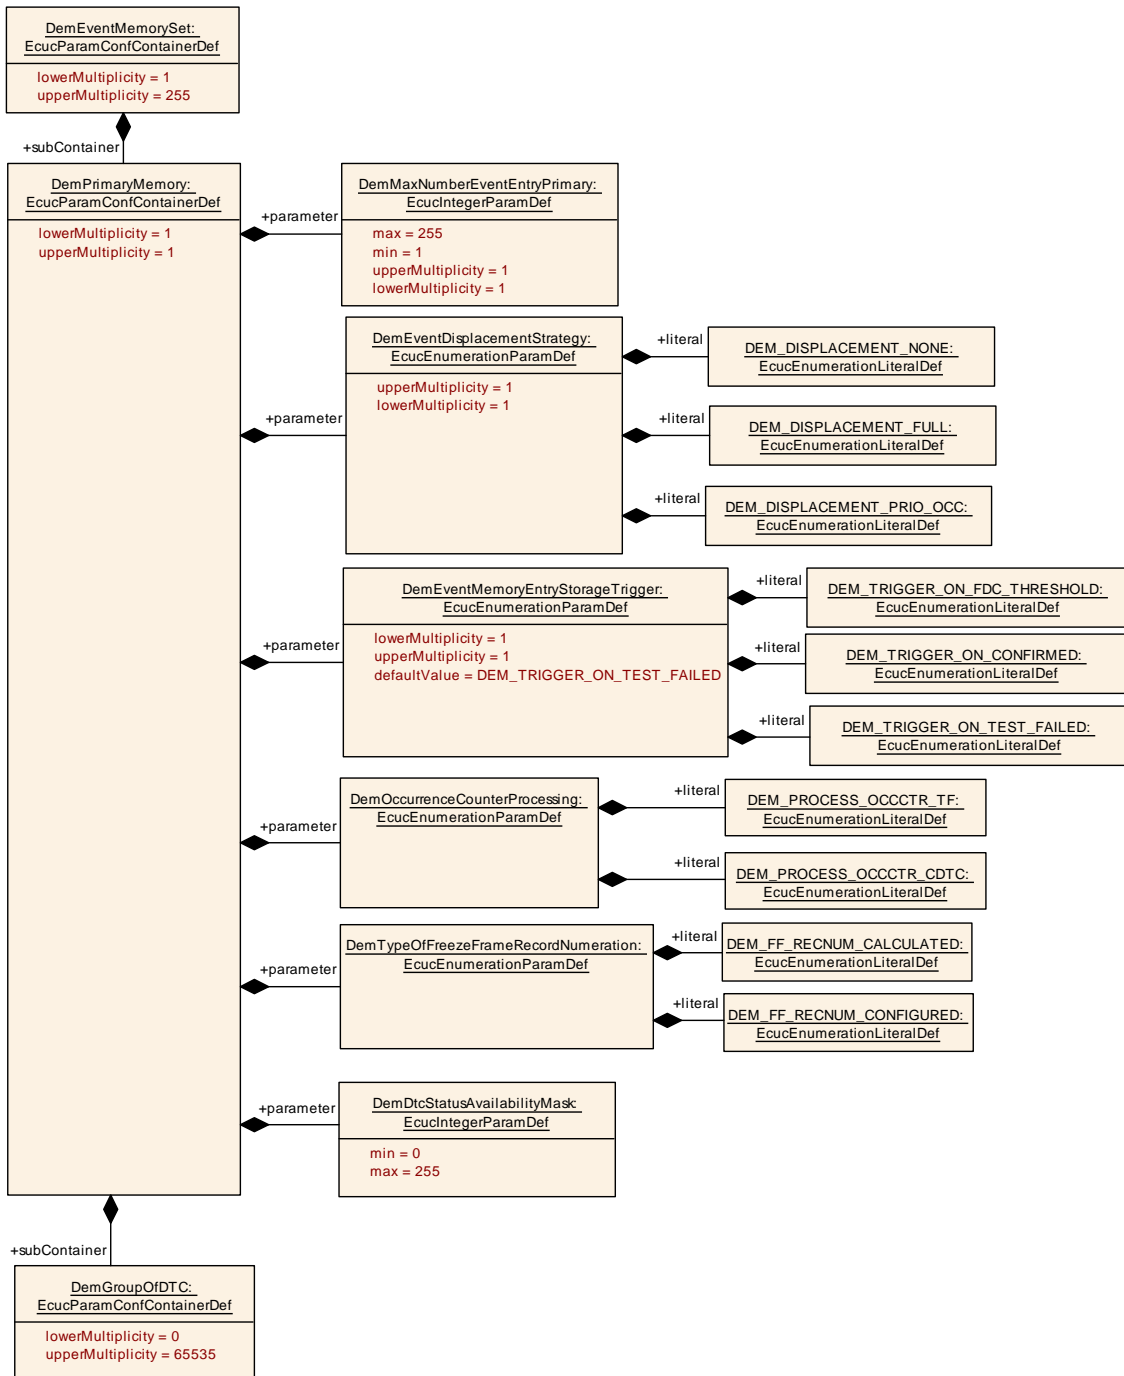 DemEventMemorySet:
EcucParamConfContainerDef
lowerMultiplicity = 1
upperMultiplicity = 255
+subContainer
DemPrimaryMemory:
EcucParamConfContainerDef
lowerMultiplicity = 1
upperMultiplicity = 1
+parameter
DemMaxNumberEventEntryPrimary:
EcucIntegerParamDef
max = 255
min = 1
upperMultiplicity = 1
lowerMultiplicity = 1
+parameter
DemEventDisplacementStrategy:
EcucEnumerationParamDef
upperMultiplicity = 1
lowerMultiplicity = 1
+literal
DEM_DISPLACEMENT_NONE:
EcucEnumerationLiteralDef
+literal
DEM_DISPLACEMENT_FULL:
EcucEnumerationLiteralDef
+literal
DEM_DISPLACEMENT_PRIO_OCC:
EcucEnumerationLiteralDef
+parameter
DemEventMemoryEntryStorageTrigger:
EcucEnumerationParamDef
lowerMultiplicity = 1
upperMultiplicity = 1
defaultValue = DEM_TRIGGER_ON_TEST_FAILED
+literal
DEM_TRIGGER_ON_FDC_THRESHOLD:
EcucEnumerationLiteralDef
+literal
DEM_TRIGGER_ON_CONFIRMED:
EcucEnumerationLiteralDef
+literal
DEM_TRIGGER_ON_TEST_FAILED:
EcucEnumerationLiteralDef
+parameter
DemOccurrenceCounterProcessing:
EcucEnumerationParamDef
+literal
DEM_PROCESS_OCCCTR_TF:
EcucEnumerationLiteralDef
+literal
DEM_PROCESS_OCCCTR_CDTC:
EcucEnumerationLiteralDef
+parameter
DemTypeOfFreezeFrameRecordNumeration:
EcucEnumerationParamDef
+literal
DEM_FF_RECNUM_CALCULATED:
EcucEnumerationLiteralDef
+literal
DEM_FF_RECNUM_CONFIGURED:
EcucEnumerationLiteralDef
+parameter
DemDtcStatusAvailabilityMask:
EcucIntegerParamDef
min = 0
max = 255
+subContainer
DemGroupOfDTC:
EcucParamConfContainerDef
lowerMultiplicity = 0
upperMultiplicity = 65535